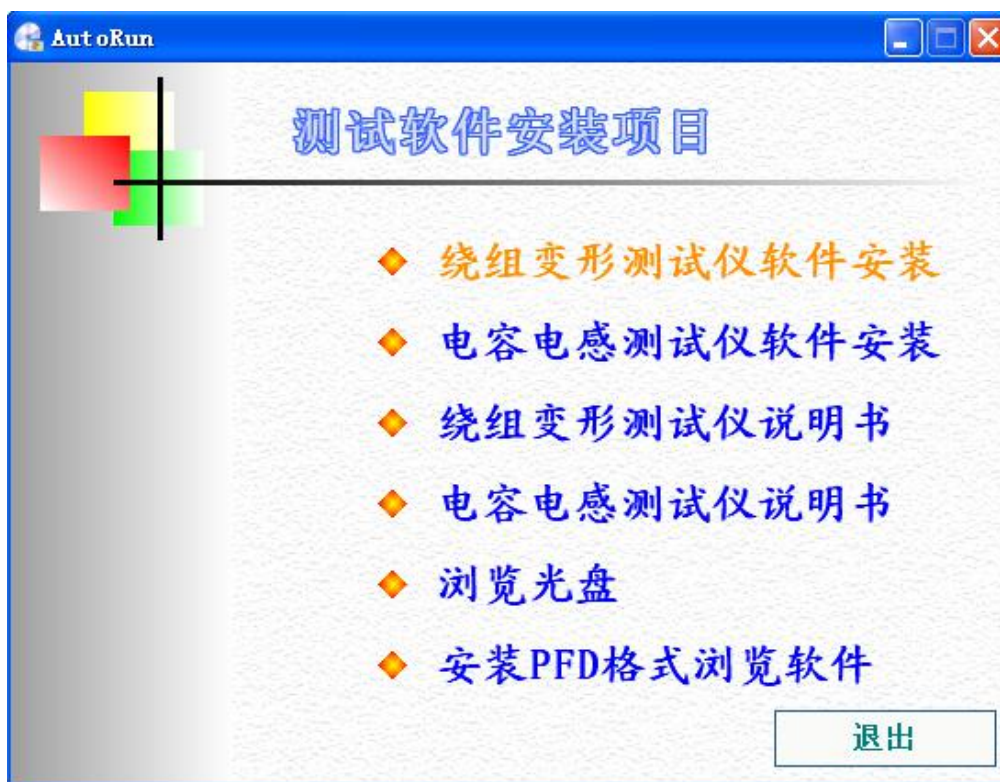 AutoRun
测试软件安装项目
绕组变形测试仪软件安装
电容电感测试仪软件安装
绕组变形测试仪说明书
电容电感测试仪说明书
浏览光盘
安装PFD格式浏览软件
退出